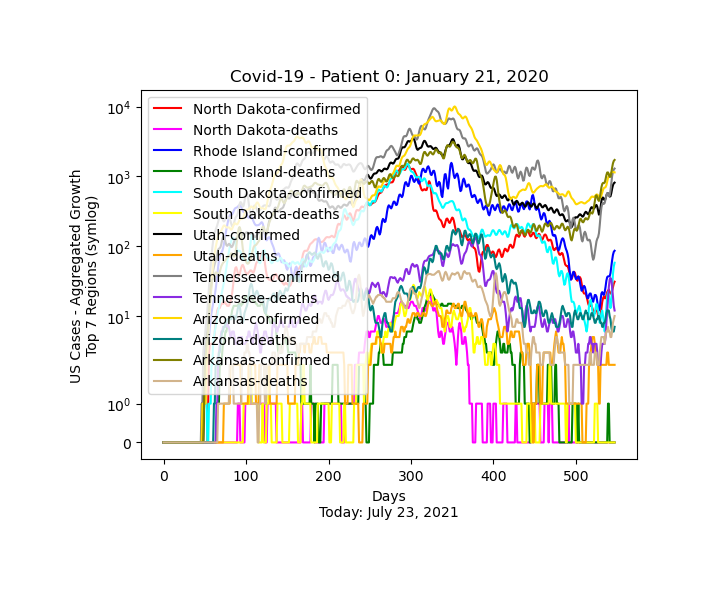 Covid-19 - Patient 0: January 21, 2020
US Cases - Aggregated Growth
Top 7 Regions (symlog)
10⁴
10³
10²
10¹
10⁰
0
North Dakota-confirmed
North Dakota-deaths
Rhode Island-confirmed
Rhode Island-deaths
South Dakota-confirmed
South Dakota-deaths
Utah-confirmed
Utah-deaths
Tennessee-confirmed
Tennessee-deaths
Arizona-confirmed
Arizona-deaths
Arkansas-confirmed
Arkansas-deaths
0 100 200 300 400 500
Days
Today: July 23, 2021